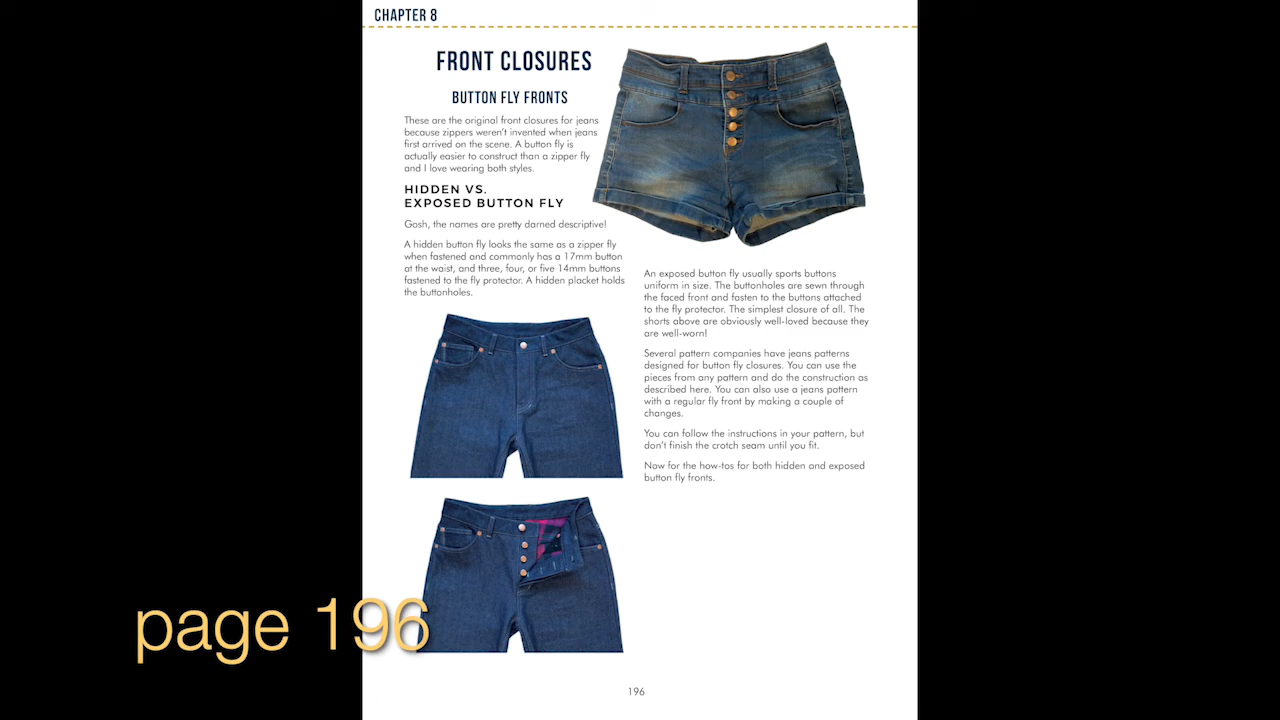 CHAPTER 8
FRONT CLOSURES
BUTTON FLY FRONTS
These are the original front closures for jeans
because zippers weren't invented when jeans
first arrived on the scene. A button fly is
actually easier to construct than a zipper fly
and I love wearing both styles.
HIDDEN VS.
EXPOSED BUTTON FLY
Gosh, the names are pretty darned descriptive!
A hidden button fly looks the same as a zipper fly
when fastened and commonly has a 17mm button
at the waist, and three, four, or five 14mm buttons
fastened to the fly protector. A hidden placket holds
the buttonholes.
An exposed button fly usually sports buttons
uniform in size. The buttonholes are sewn through
the faced front and fasten to the buttons attached
to the fly protector. The simplest closure of all. The
shorts above are obviously well-loved because they
are well-worn!
Several pattern companies have jeans patterns
designed for button fly closures. You can use the
pieces from any pattern and do the construction as
described here. You can also use a jeans pattern
with a regular fly front by making a couple of
changes.
You can follow the instructions in your pattern, but
don't finish the crotch seam until you fit.
Now for the how-tos for both hidden and exposed
button fly fronts.
page 196
196